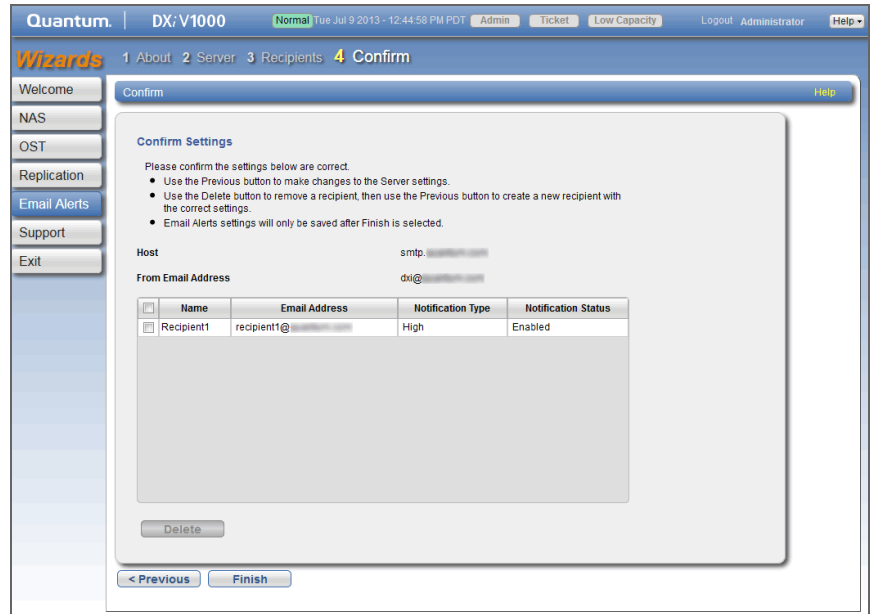 Quantum. DXi V1000 Normal Tue Jul 9 2013 - 12:44:58 PM PDT Admin Ticket Low Capacity Logout Administrator Help
Wizards 1 About 2 Server 3 Recipients 4 Confirm
Welcome
NAS
OST
Replication
Email Alerts
Support
Exit
Confirm Help
Confirm Settings
Please confirm the settings below are correct.
• Use the Previous button to make changes to the Server settings.
• Use the Delete button to remove a recipient, then use the Previous button to create a new recipient with
the correct settings.
• Email Alerts settings will only be saved after Finish is selected.
Host smtp.
From Email Address dxi@
Name Email Address Notification Type Notification Status
Recipient1 recipient1@ High Enabled
Delete
< Previous Finish